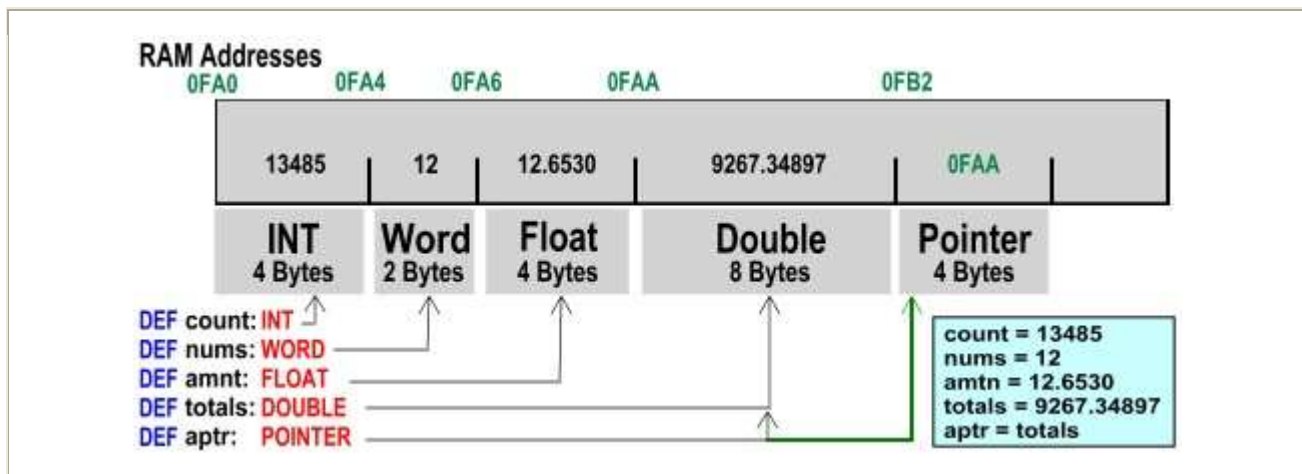 RAM Addresses
0FA0 0FA4 0FA6 0FAA 0FB2
13485 12 12.6530 9267.34897 0FAA
INT Word Float Double Pointer
4 Bytes 2 Bytes 4 Bytes 8 Bytes 4 Bytes
DEF count: INT
DEF nums: WORD
DEF amnt: FLOAT
DEF totals: DOUBLE
DEF aptr: POINTER
count = 13485
nums = 12
amtn = 12.6530
totals = 9267.34897
aptr = totals